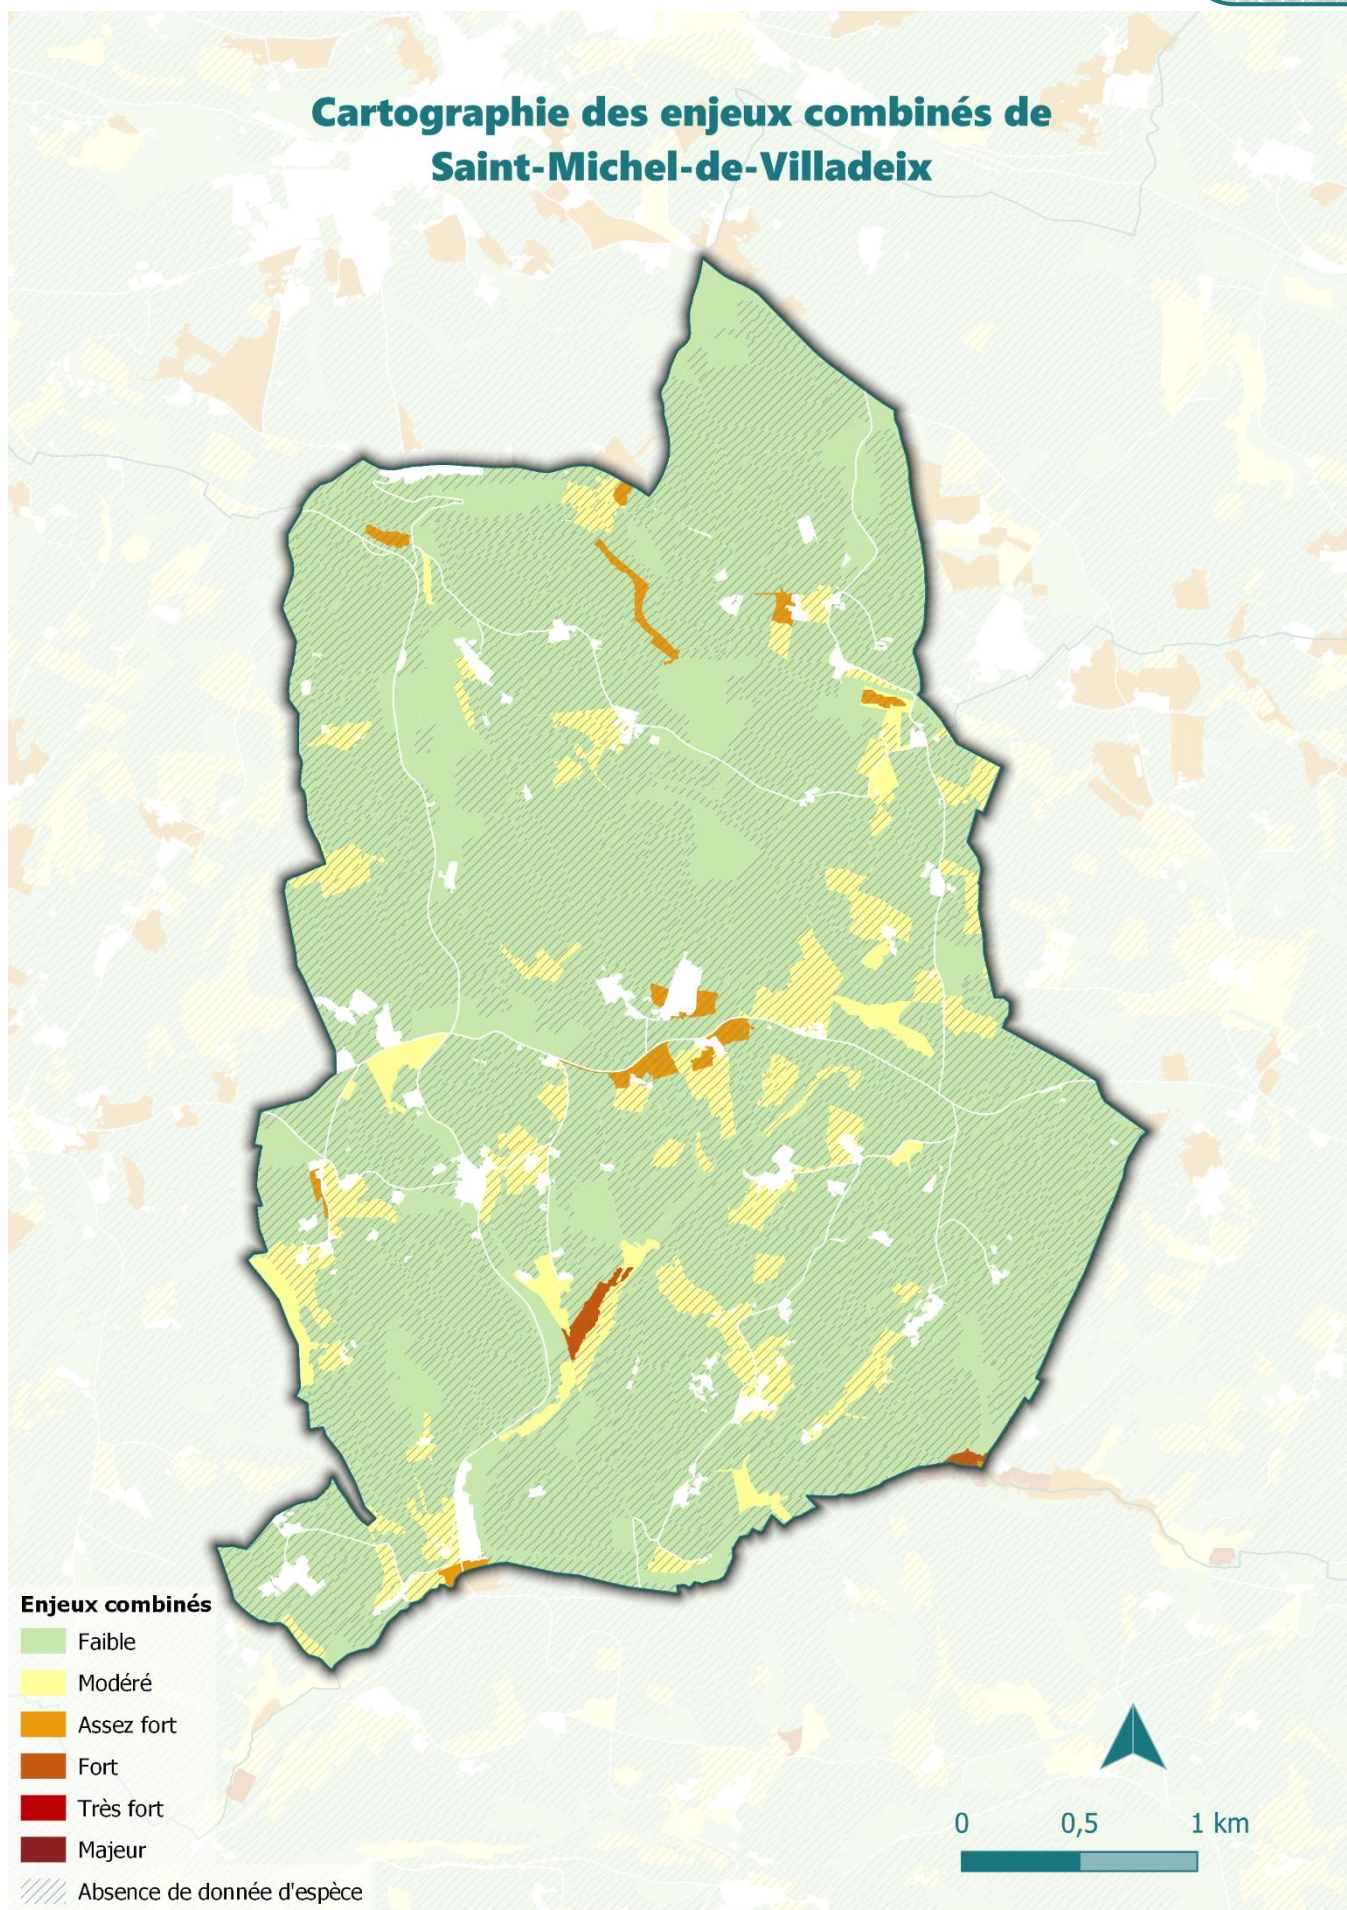 Cartographie des enjeux combinés de
Saint-Michel-de-Villadeix
Enjeux combinés
Faible
Modéré
Assez fort
Fort
Très fort
Majeur
Absence de donnée d'espèce
0 0,5 1 km